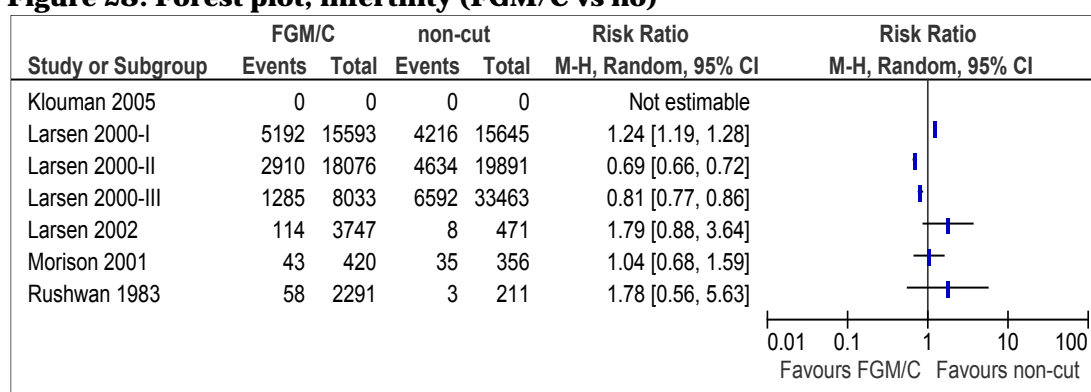 Figure 28: Forest plot, infertility (FGM/C vs no)
FGM/C non-cut Risk Ratio Risk Ratio
Study or Subgroup Events Total Events Total M-H, Random, 95% CI M-H, Random, 95% CI
Klouman 2005 0 0 0 0 Not estimable
Larsen 2000-I 5192 15593 4216 15645 1.24 [1.19, 1.28]
Larsen 2000-II 2910 18076 4634 19891 0.69 [0.66, 0.72]
Larsen 2000-III 1285 8033 6592 33463 0.81 [0.77, 0.86]
Larsen 2002 114 3747 8 471 1.79 [0.88, 3.64]
Morison 2001 43 420 35 356 1.04 [0.68, 1.59]
Rushwan 1983 58 2291 3 211 1.78 [0.56, 5.63]
0.01 0.1 1 10 100
Favours FGM/C Favours non-cut